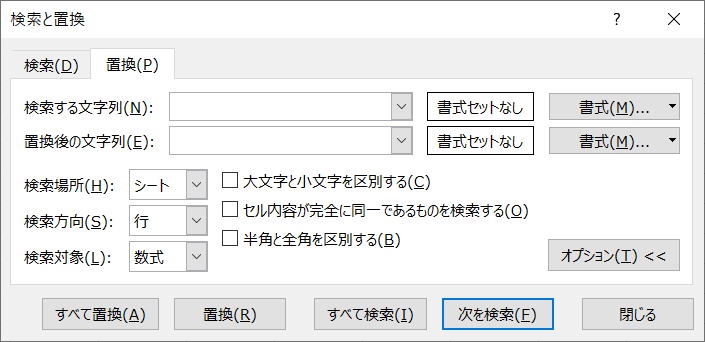 検索と置換 ?
検索(D) 置換(P)
検索する文字列(N): 書式セットなし 書式(M)...
置換後の文字列(E): 書式セットなし 書式(M)...
検索場所(H): シート 大文字と小文字を区別する(C)
検索方向(S): 行 セル内容が完全に同一であるものを検索する(O)
検索対象(L): 数式 半角と全角を区別する(B)
オプション(T) <<
すべて置換(A) 置換(R) すべて検索(I) 次を検索(F) 閉じる